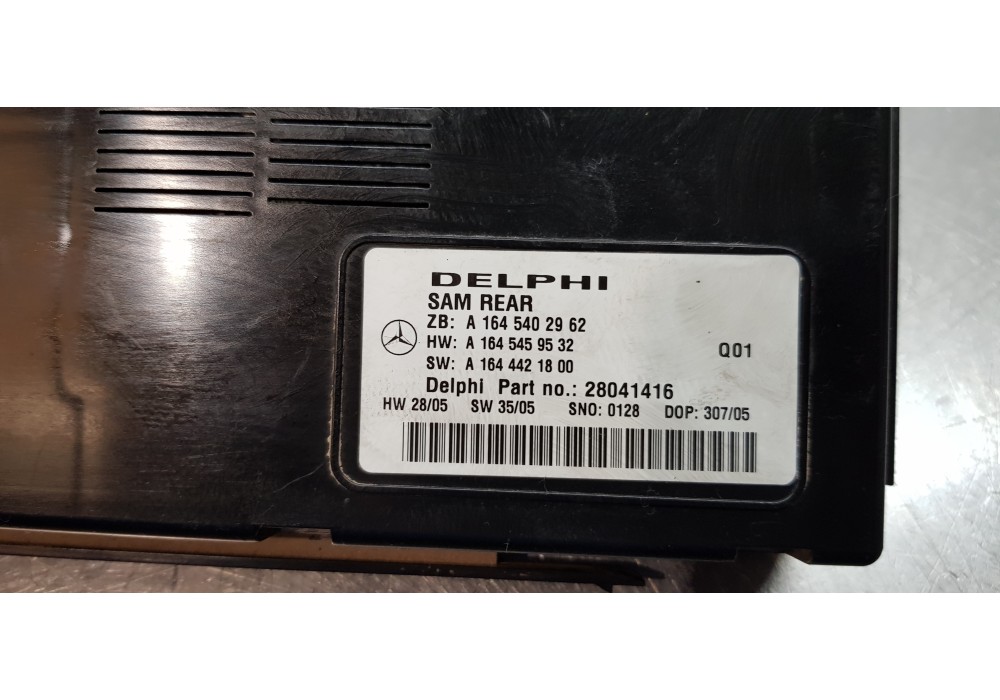 DELPHI
SAM REAR
ZB: A 164 540 29 62
HW: A 164 545 95 32
Q01
SW: A 164 442 18 00
Delphi Part no.: 28041416
HW 28/05 SW 35/05 SNO: 0128 DOP: 307/05